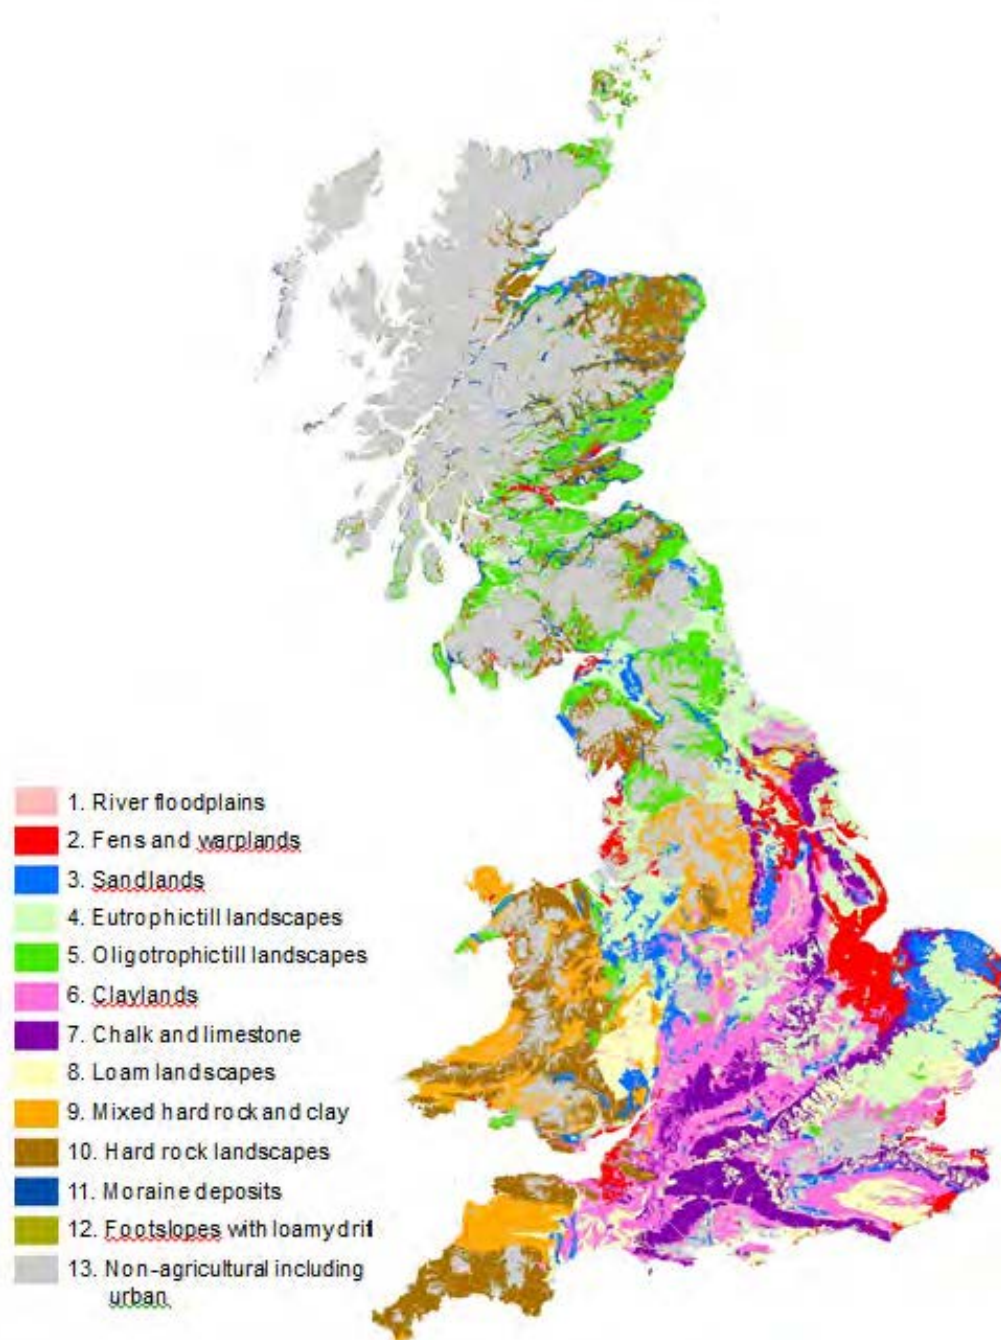 1. River floodplains
2. Fens and warplands
3. Sandlands
4. Eutrophictill landscapes
5. Oligotrophictill landscapes
6. Claylands
7. Chalk and limestone
8. Loam landscapes
9. Mixed hard rock and clay
10. Hard rock landscapes
11. Moraine deposits
12. Footslopes with loamy drif
13. Non-agricultural including
urban